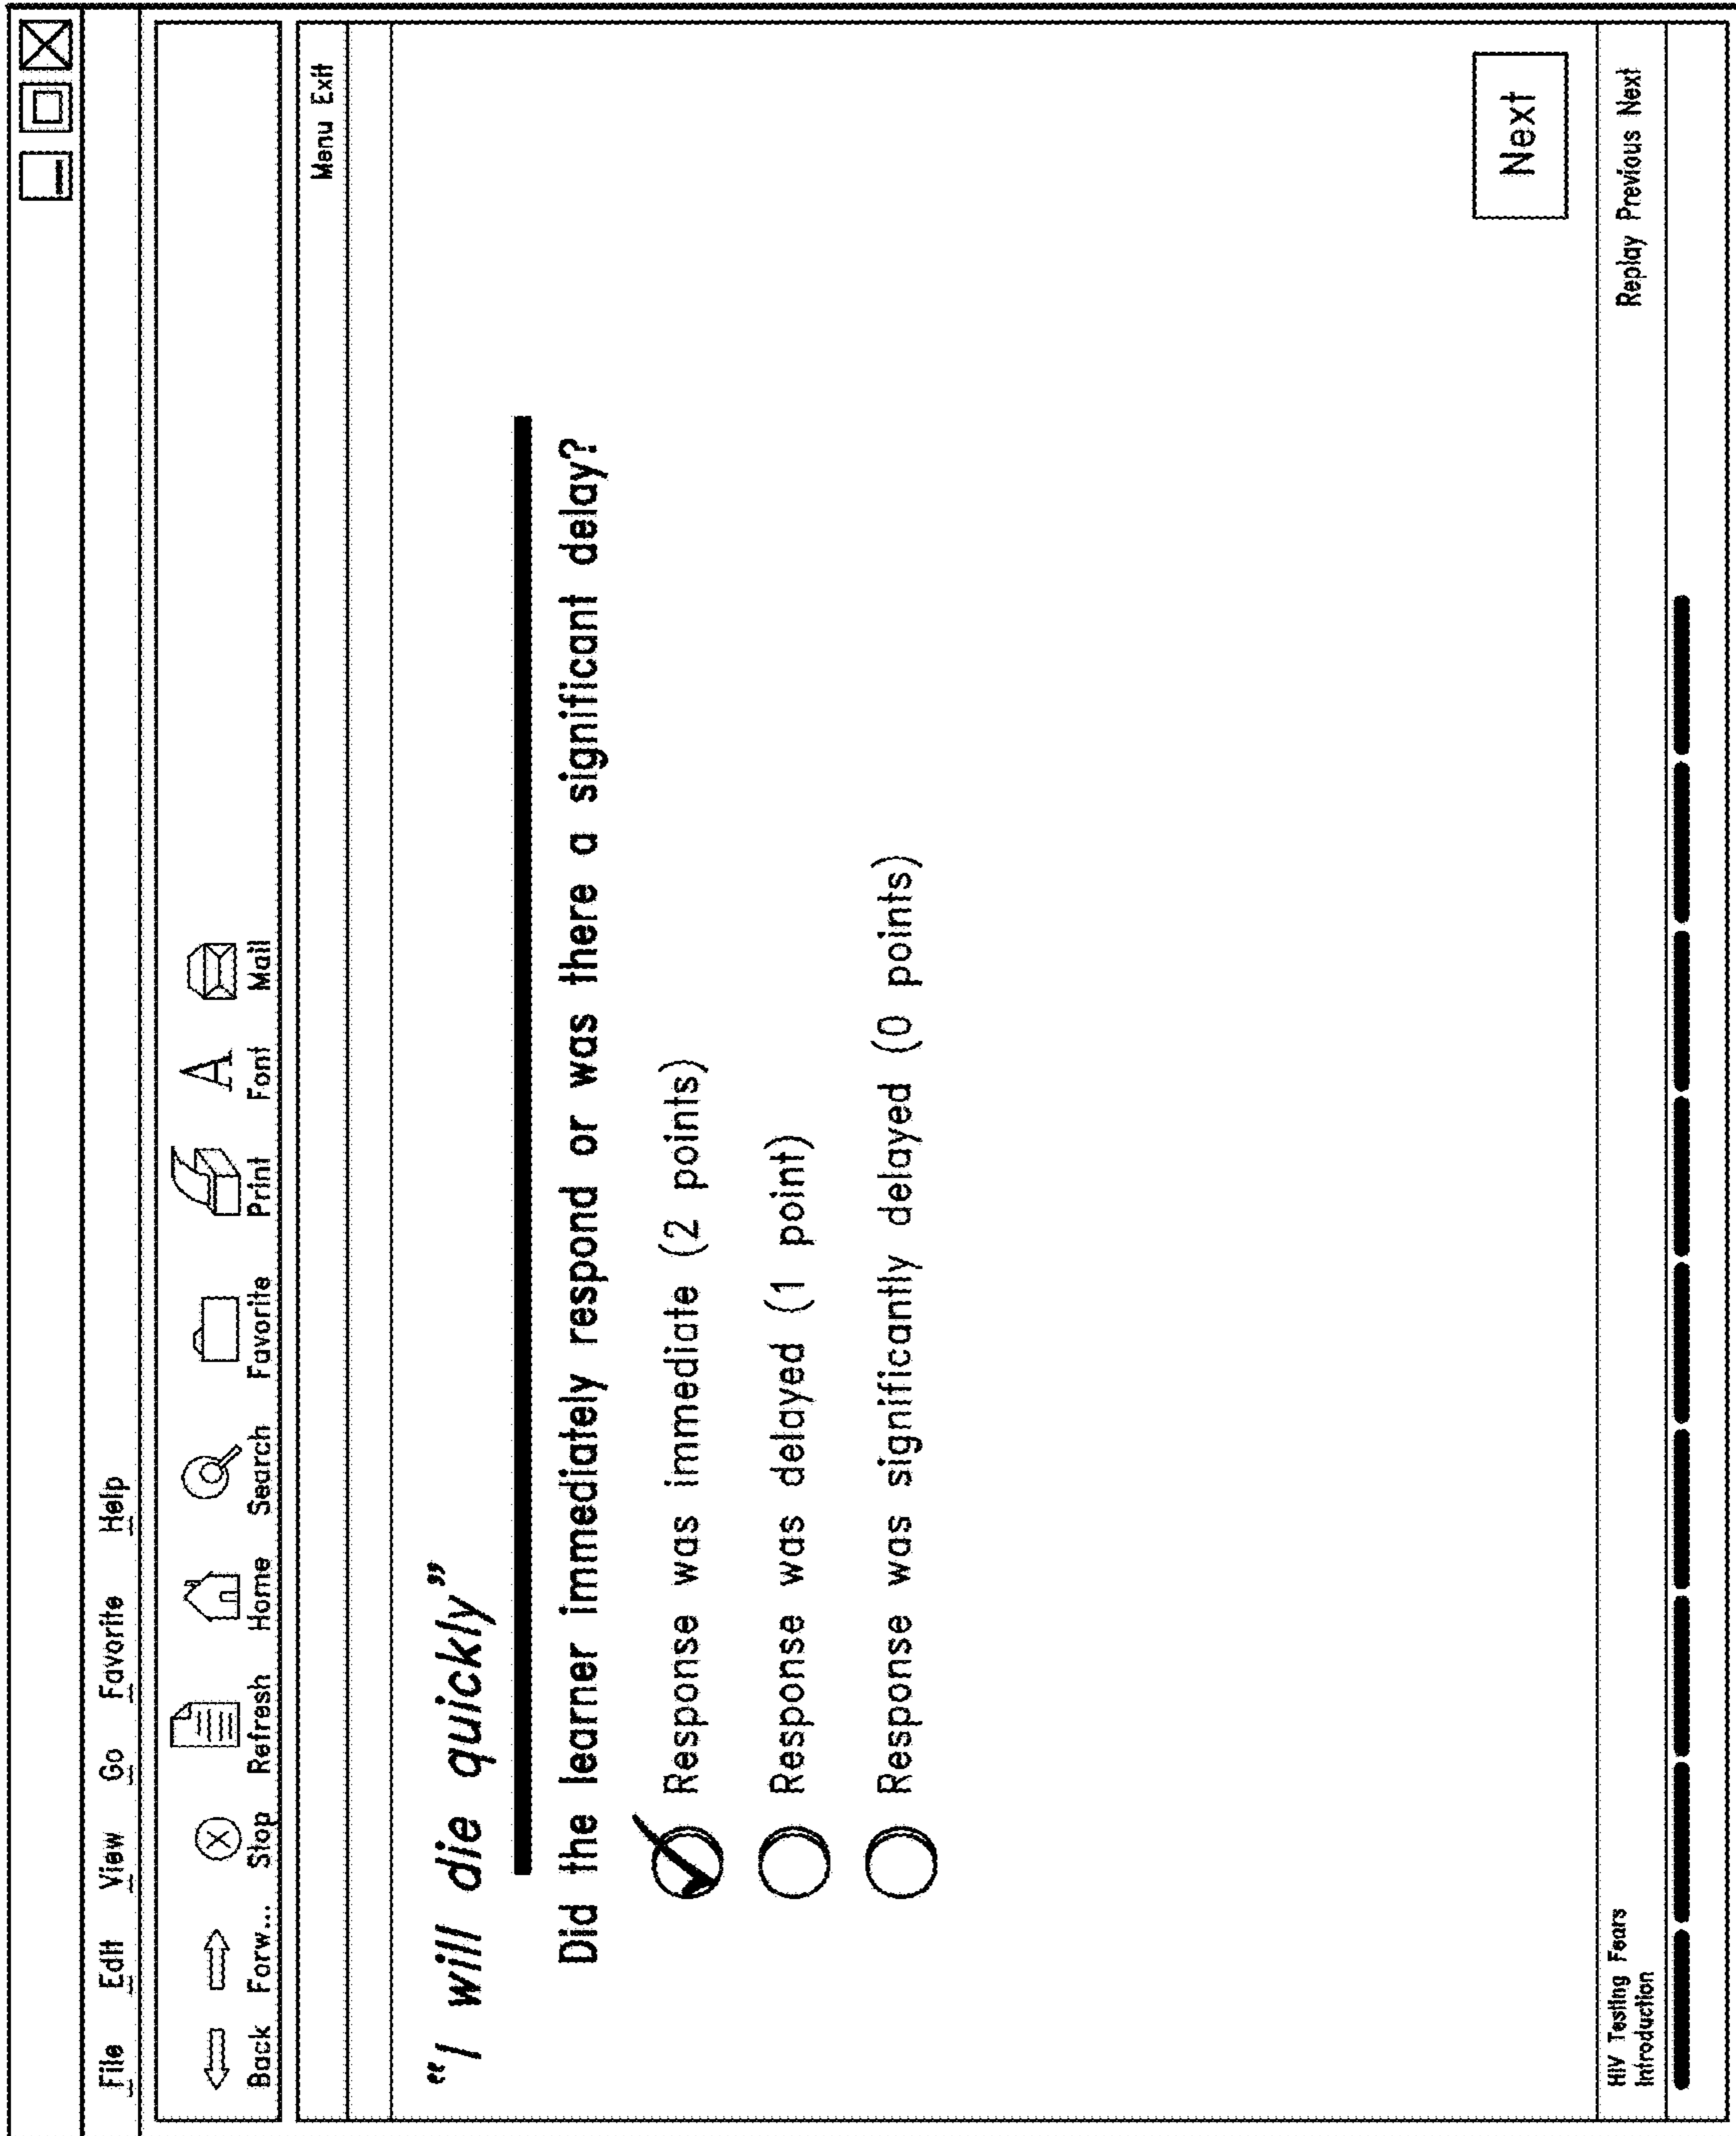 File Edit View Go Favorite Help
Back Forw... Stop Refresh Home Search Favorite Print Font Mail
Menu Exit
“I will die quickly”
Did the learner immediately respond or was there a significant delay?
Response was immediate (2 points)
Response was delayed (1 point)
Response was significantly delayed (0 points)
Next
HIV Testing Fears
Introduction
Replay Previous Next